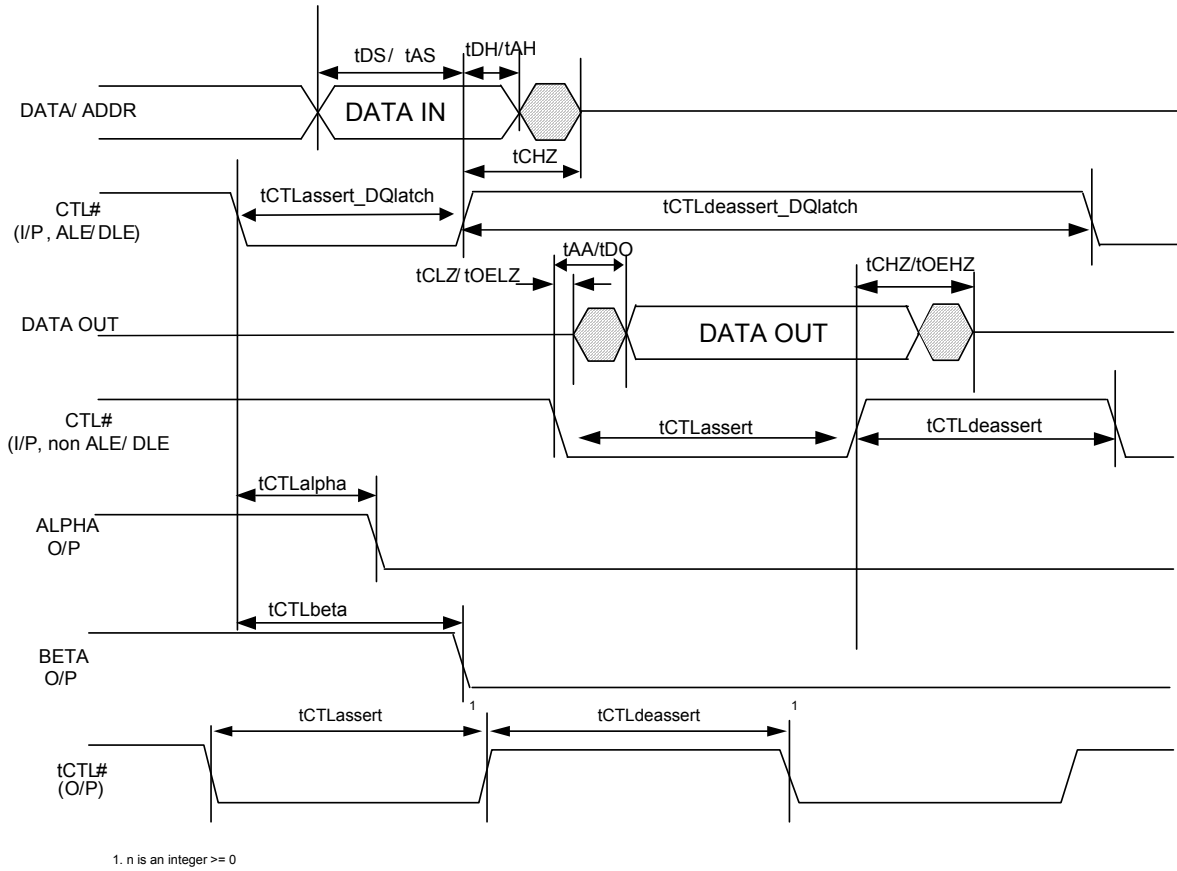 tDS/ tAS
tDH/tAH
DATA/ ADDR
DATA IN
tCHZ
CTL#
(I/P, ALE/ DLE)
tCTLassert_DQlatch
tCTLdeassert_DQlatch
tAA/tDO
tCLZ/ tOELZ
tCHZ/tOEHZ
DATA OUT
DATA OUT
CTL#
(I/P, non ALE/ DLE
tCTLassert
tCTLdeassert
tCTLalpha
ALPHA
O/P
tCTLbeta
BETA
O/P
tCTLassert 1
tCTLdeassert 1
tCTL#
(O/P)
1. n is an integer >= 0